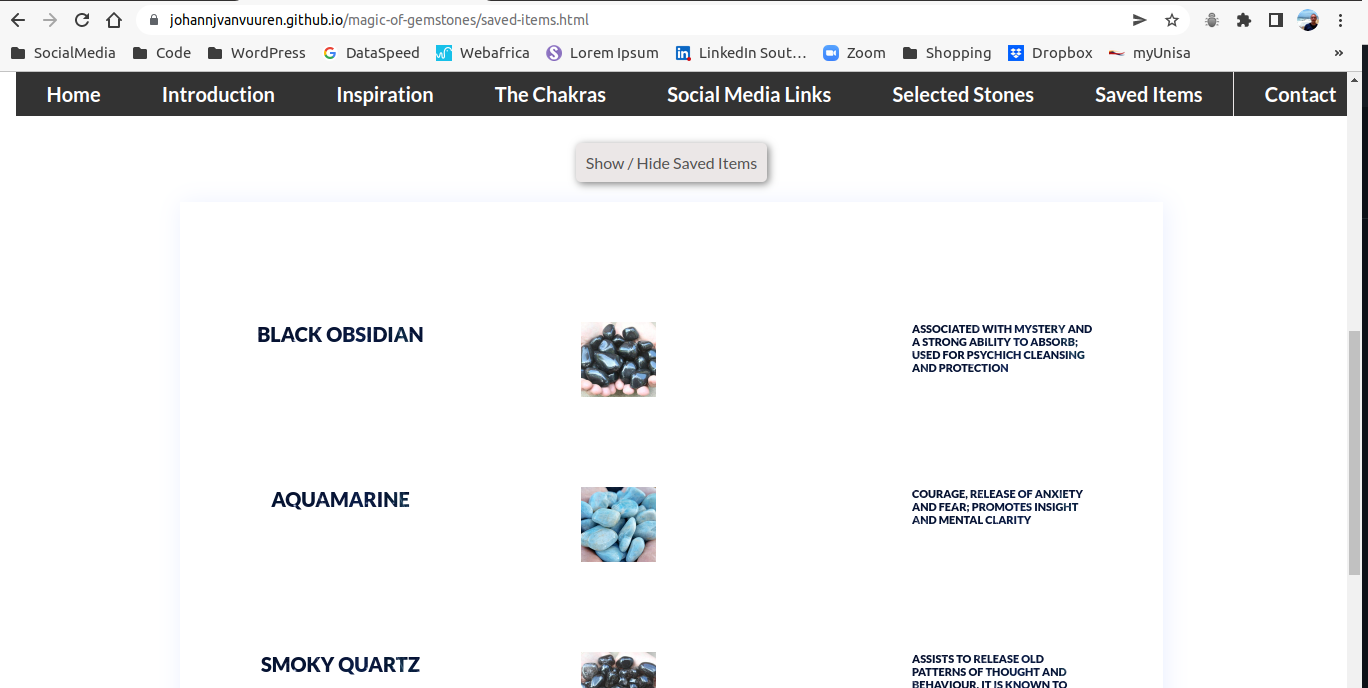 johannjvanvuuren.github.io/magic-of-gemstones/saved-items.html
SocialMedia Code WordPress DataSpeed Webafrica Lorem Ipsum LinkedIn Sout… Zoom Shopping Dropbox myUnisa »
Home Introduction Inspiration The Chakras Social Media Links Selected Stones Saved Items Contact
Show / Hide Saved Items
BLACK OBSIDIAN
ASSOCIATED WITH MYSTERY AND
A STRONG ABILITY TO ABSORB;
USED FOR PSYCHICH CLEANSING
AND PROTECTION
AQUAMARINE
COURAGE, RELEASE OF ANXIETY
AND FEAR; PROMOTES INSIGHT
AND MENTAL CLARITY
SMOKY QUARTZ
ASSISTS TO RELEASE OLD
PATTERNS OF THOUGHT AND
BEHAVIOUR. IT IS KNOWN TO